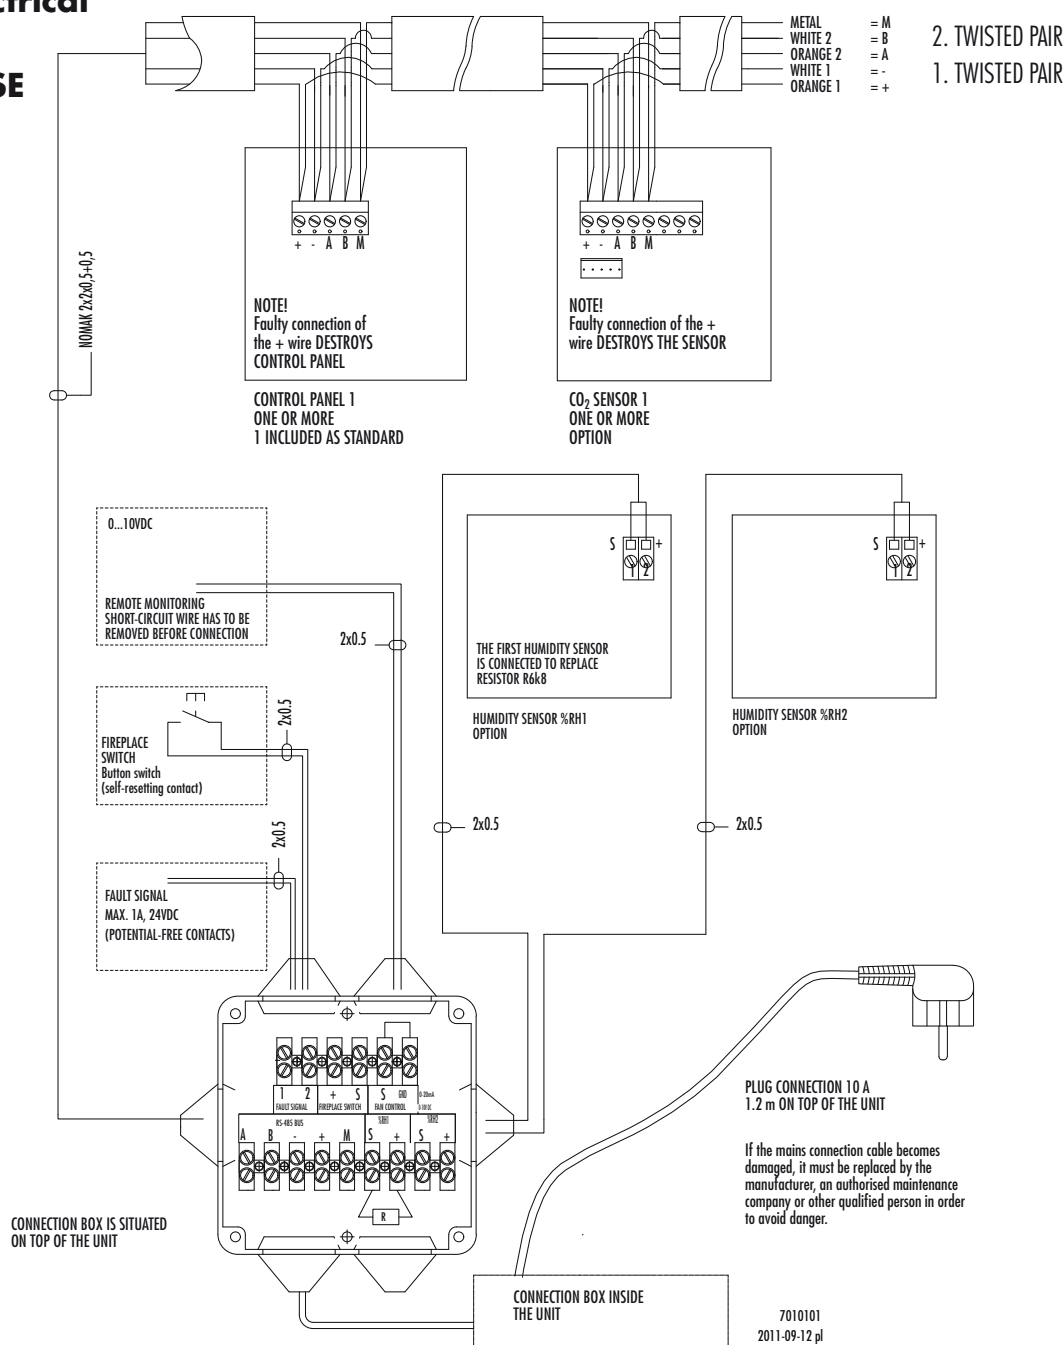 ctrical
SE
METAL = M
WHITE 2 = B
ORANGE 2 = A
WHITE 1 = -
ORANGE 1 = +
2. TWISTED PAIR
1. TWISTED PAIR
NOMAK 2x2x0,5+0,5
+ - A B M
NOTE!
Faulty connection of
the + wire DESTROYS
CONTROL PANEL
CONTROL PANEL 1
ONE OR MORE
1 INCLUDED AS STANDARD
+ - A B M
NOTE!
Faulty connection of the +
wire DESTROYS THE SENSOR
CO₂ SENSOR 1
ONE OR MORE
OPTION
0...10VDC
REMOTE MONITORING
SHORT-CIRCUIT WIRE HAS TO BE
REMOVED BEFORE CONNECTION
2x0.5
S +
1 2
THE FIRST HUMIDITY SENSOR
IS CONNECTED TO REPLACE
RESISTOR R6k8
HUMIDITY SENSOR %RH1
OPTION
S +
1 2
HUMIDITY SENSOR %RH2
OPTION
FIREPLACE
SWITCH
Button switch
(self-resetting contact)
2x0.5
2x0.5
2x0.5
2x0.5
FAULT SIGNAL
MAX. 1A, 24VDC
(POTENTIAL-FREE CONTACTS)
1 2 + S S GND 0-20mA
FAULT SIGNAL FIREPLACE SWITCH FAN CONTROL 0-10VDC
RS-485 BUS %RH1 %RH2
A B - + M S + S +
R
CONNECTION BOX IS SITUATED
ON TOP OF THE UNIT
PLUG CONNECTION 10 A
1.2 m ON TOP OF THE UNIT
If the mains connection cable becomes
damaged, it must be replaced by the
manufacturer, an authorised maintenance
company or other qualified person in order
to avoid danger.
CONNECTION BOX INSIDE
THE UNIT
7010101
2011-09-12 pl